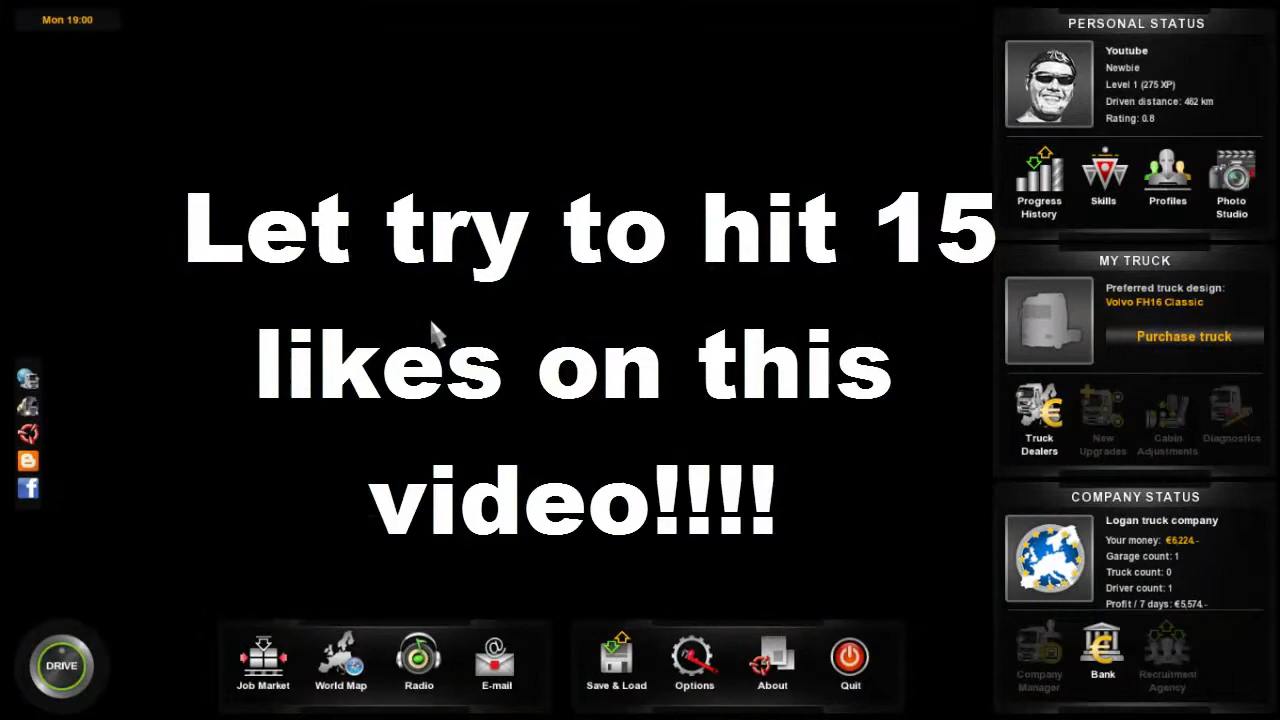 Mon 19:00
Let try to hit 15
likes on this
video!!!!
PERSONAL STATUS
Youtube
Newbie
Level 1 (275 XP)
Driven distance: 462 km
Rating: 0.8
Progress History
Skills
Profiles
Photo Studio
MY TRUCK
Preferred truck design:
Volvo FH16 Classic
Purchase truck
Truck Dealers
New Upgrades
Cabin Adjustments
Diagnostics
COMPANY STATUS
Logan truck company
Your money: €6,224.-
Garage count: 1
Truck count: 0
Driver count: 1
Profit / 7 days: €5,574.-
Company Manager
Bank
Recruitment Agency
DRIVE
Job Market
World Map
Radio
E-mail
Save & Load
Options
About
Quit